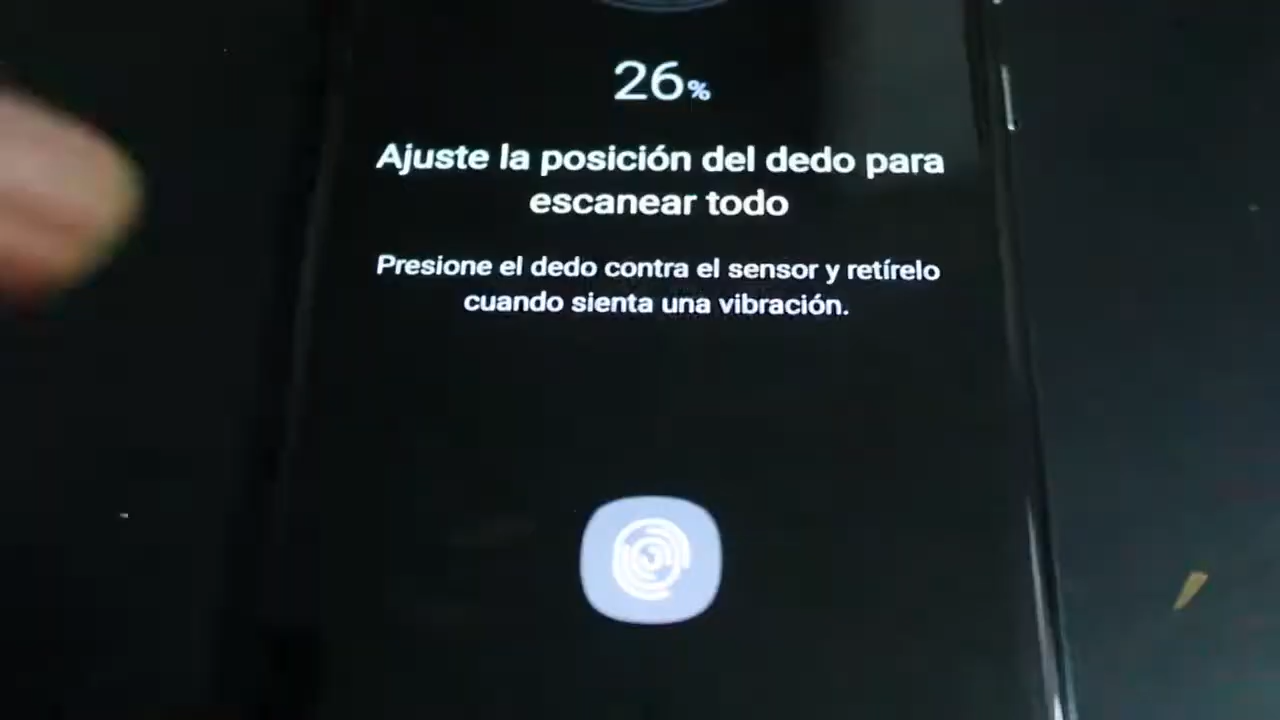 26%
Ajuste la posición del dedo para
escanear todo
Presione el dedo contra el sensor y retírelo
cuando sienta una vibración.